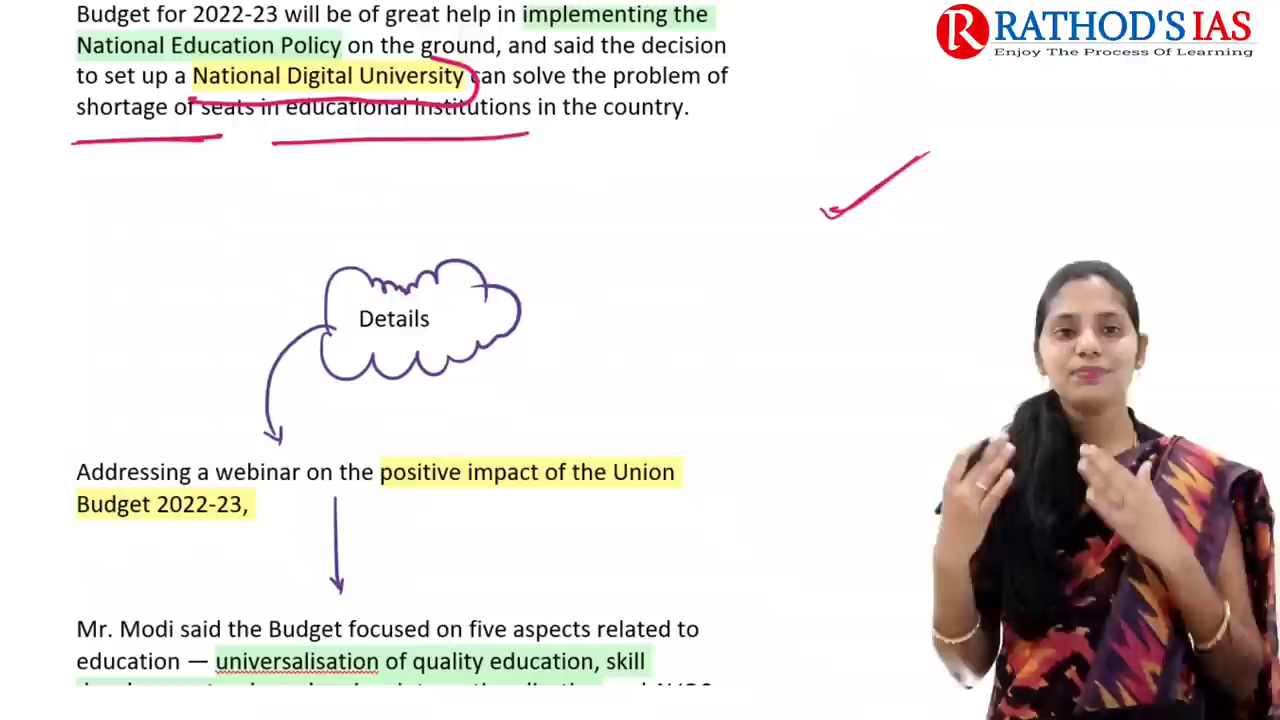 Budget for 2022-23 will be of great help in implementing the
National Education Policy on the ground, and said the decision
to set up a National Digital University can solve the problem of
shortage of seats in educational institutions in the country.
R RATHOD'S IAS
Enjoy The Process Of Learning
Details
Addressing a webinar on the positive impact of the Union
Budget 2022-23,
Mr. Modi said the Budget focused on five aspects related to
education — universalisation of quality education, skill